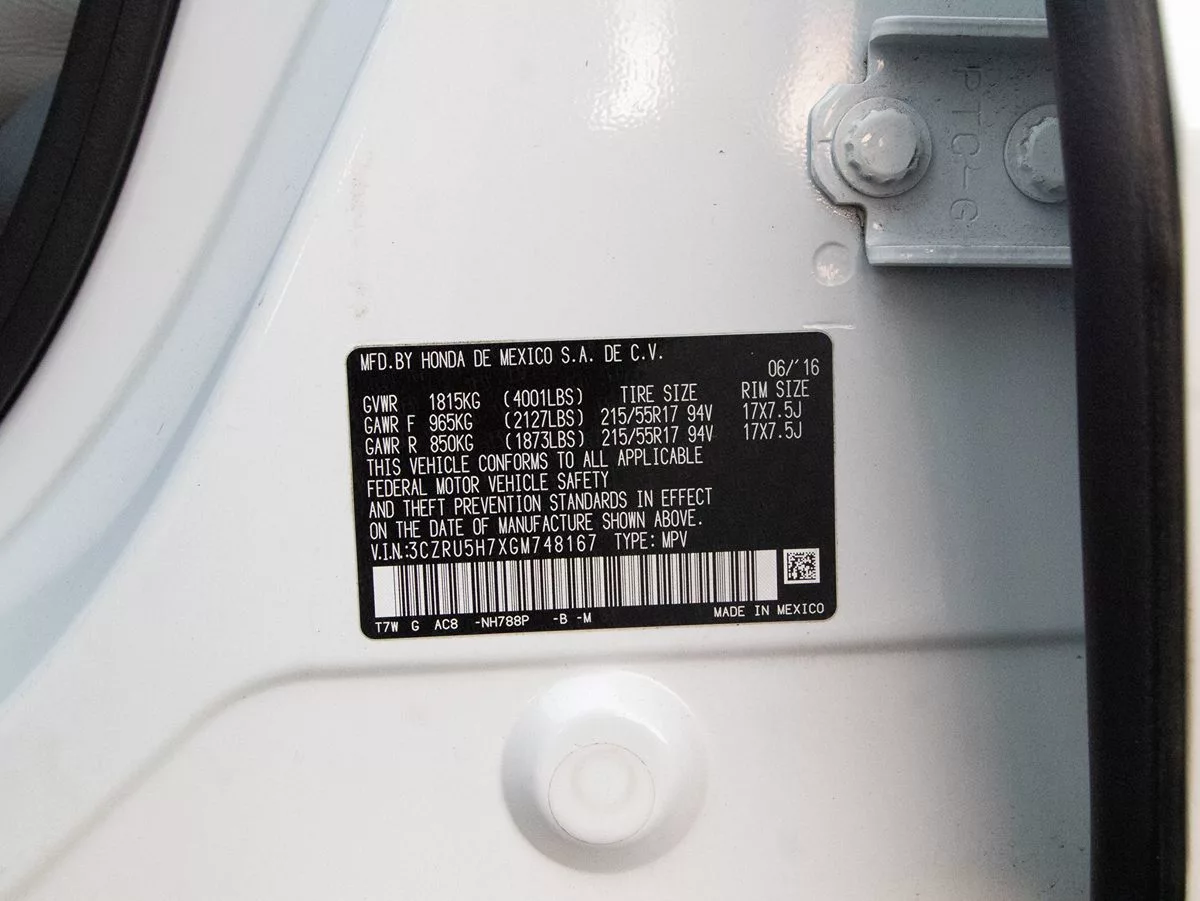 PTC-G
MFD.BY HONDA DE MEXICO S.A. DE C.V.
06/'16
GVWR 1815KG (4001LBS) TIRE SIZE RIM SIZE
GAWR F 965KG (2127LBS) 215/55R17 94V 17X7.5J
GAWR R 850KG (1873LBS) 215/55R17 94V 17X7.5J
THIS VEHICLE CONFORMS TO ALL APPLICABLE
FEDERAL MOTOR VEHICLE SAFETY
AND THEFT PREVENTION STANDARDS IN EFFECT
ON THE DATE OF MANUFACTURE SHOWN ABOVE.
V.I.N.:3CZRU5H7XGM748167 TYPE: MPV
T7W G AC8 -NH788P -B -M MADE IN MEXICO